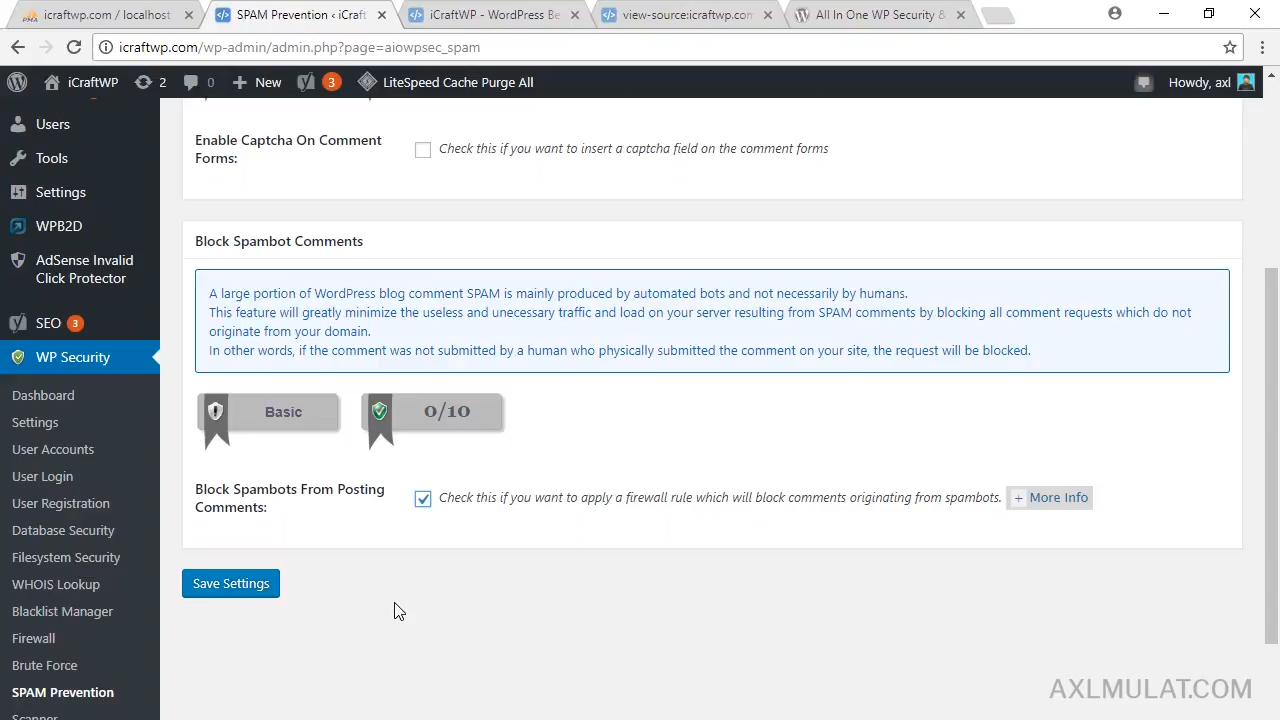 icraftwp.com / localhost
SPAM Prevention ‹ iCraft
iCraftWP - WordPress Be
view-source:icraftwp.com
All In One WP Security &
icraftwp.com/wp-admin/admin.php?page=aiowpsec_spam
iCraftWP
2
0
New
3
LiteSpeed Cache Purge All
Howdy, axl
Users
Tools
Settings
WPB2D
AdSense Invalid
Click Protector
SEO 3
WP Security
Dashboard
Settings
User Accounts
User Login
User Registration
Database Security
Filesystem Security
WHOIS Lookup
Blacklist Manager
Firewall
Brute Force
SPAM Prevention
Scanner
Enable Captcha On Comment
Forms:
Check this if you want to insert a captcha field on the comment forms
Block Spambot Comments
A large portion of WordPress blog comment SPAM is mainly produced by automated bots and not necessarily by humans.
This feature will greatly minimize the useless and unecessary traffic and load on your server resulting from SPAM comments by blocking all comment requests which do not
originate from your domain.
In other words, if the comment was not submitted by a human who physically submitted the comment on your site, the request will be blocked.
Basic
0/10
Block Spambots From Posting
Comments:
Check this if you want to apply a firewall rule which will block comments originating from spambots.
+ More Info
Save Settings
AXLMULAT.COM